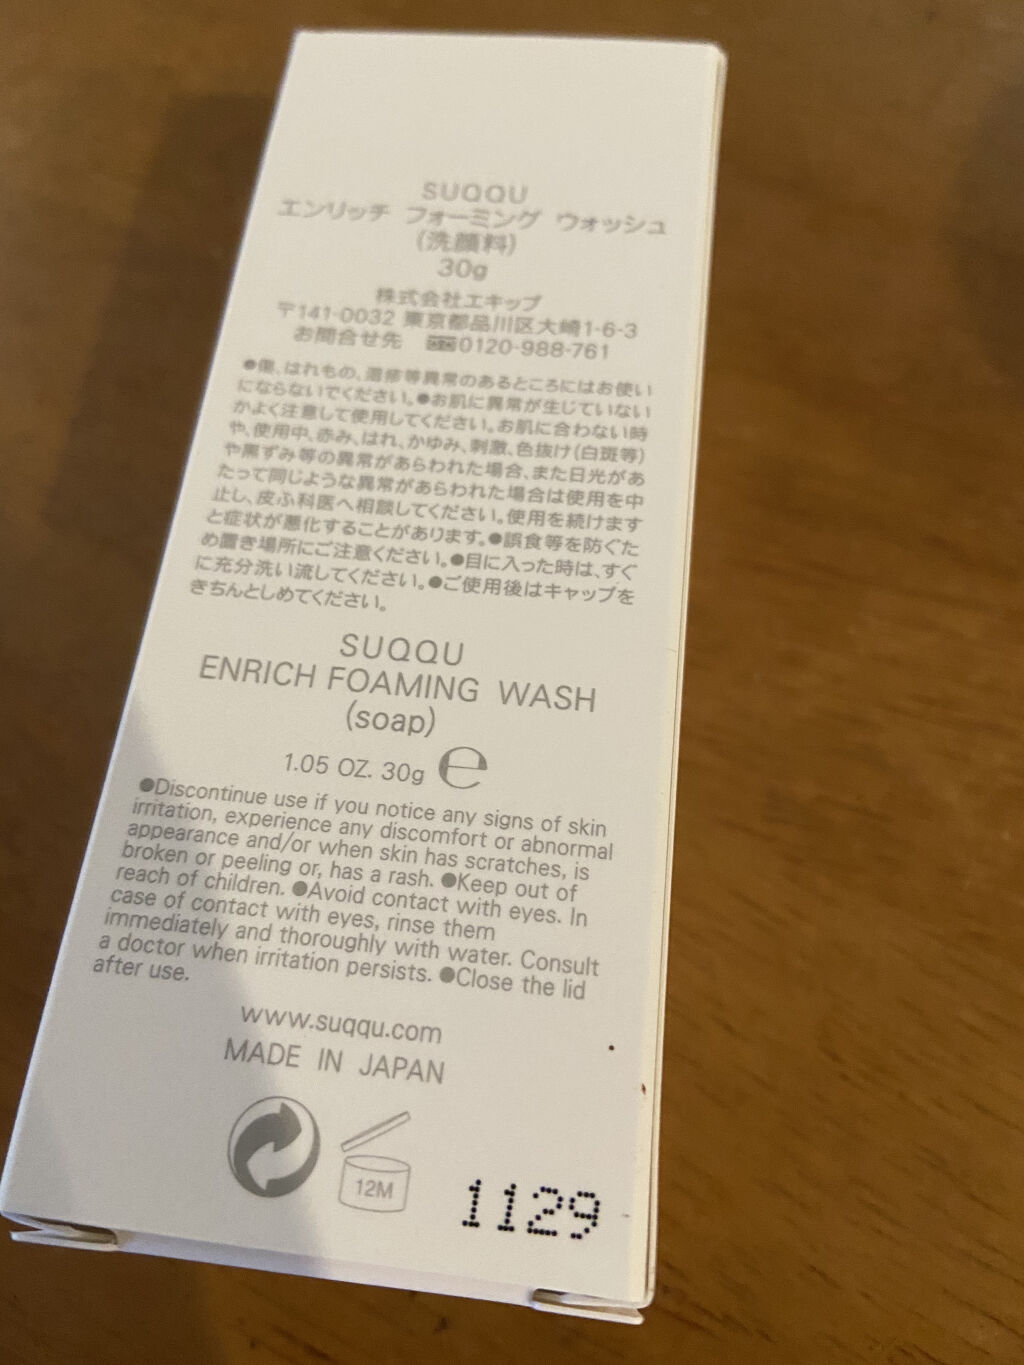 SUQQU
エンリッチ フォーミング ウォッシュ
(洗顔料)
30g
株式会社エキップ
〒141-0032 東京都品川区大崎1-6-3
お問合せ先 0120-988-761
●傷、はれもの、湿疹等異常のあるところにはお使い
にならないでください。●お肌に異常が生じていない
かよく注意して使用してください。お肌に合わない時
や、使用中、赤み、はれ、かゆみ、刺激、色抜け(白斑等)
や黒ずみ等の異常があらわれた場合、また日光があ
たって同じような異常があらわれた場合は使用を中
止し、皮ふ科医へ相談してください。使用を続けます
と症状が悪化することがあります。●誤食等を防ぐた
め置き場所にご注意ください。●目に入った時は、すぐ
に充分洗い流してください。●ご使用後はキャップを
きちんとしめてください。
SUQQU
ENRICH FOAMING WASH
(soap)
1.05 OZ. 30g ℮
●Discontinue use if you notice any signs of skin
irritation, experience any discomfort or abnormal
appearance and/or when skin has scratches, is
broken or peeling or, has a rash. ●Keep out of
reach of children. ●Avoid contact with eyes. In
case of contact with eyes, rinse them
immediately and thoroughly with water. Consult
a doctor when irritation persists. ●Close the lid
after use.
www.suqqu.com
MADE IN JAPAN
12M
1129